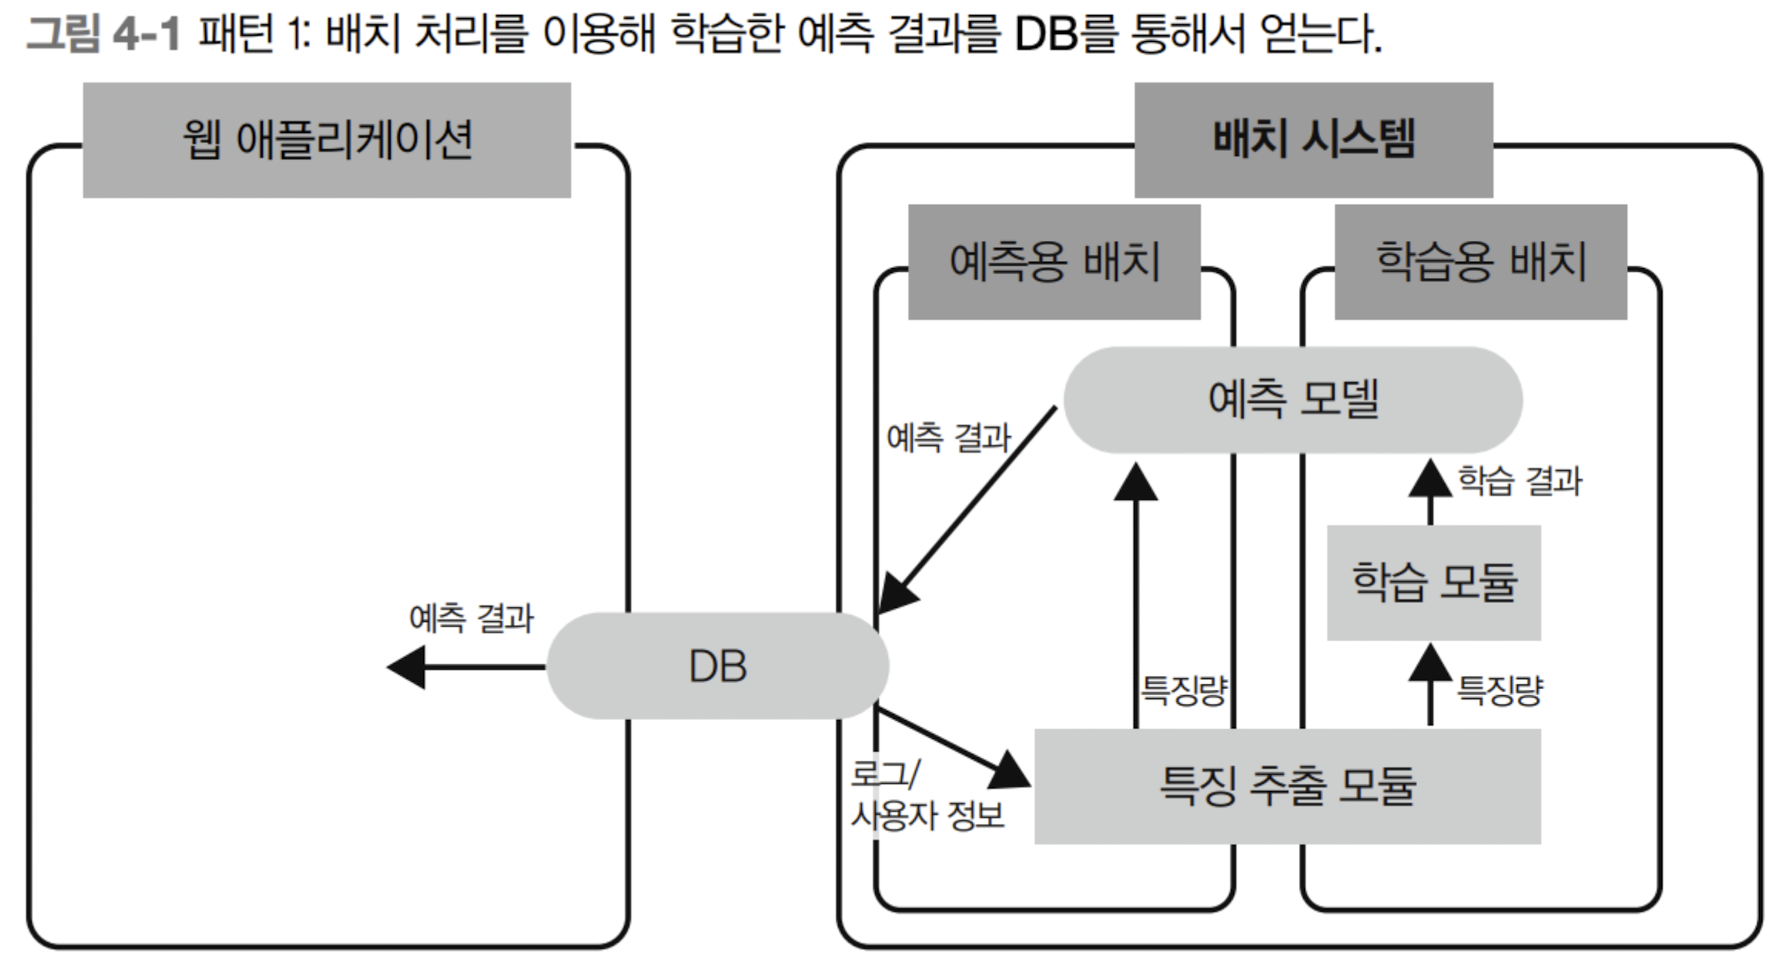 그림 4-1 패턴 1: 배치 처리를 이용해 학습한 예측 결과를 DB를 통해서 얻는다.
웹 애플리케이션
배치 시스템
예측용 배치
학습용 배치
예측 모델
예측 결과
학습 결과
학습 모듈
예측 결과
DB
특징량
특징량
로그/
사용자 정보
특징 추출 모듈